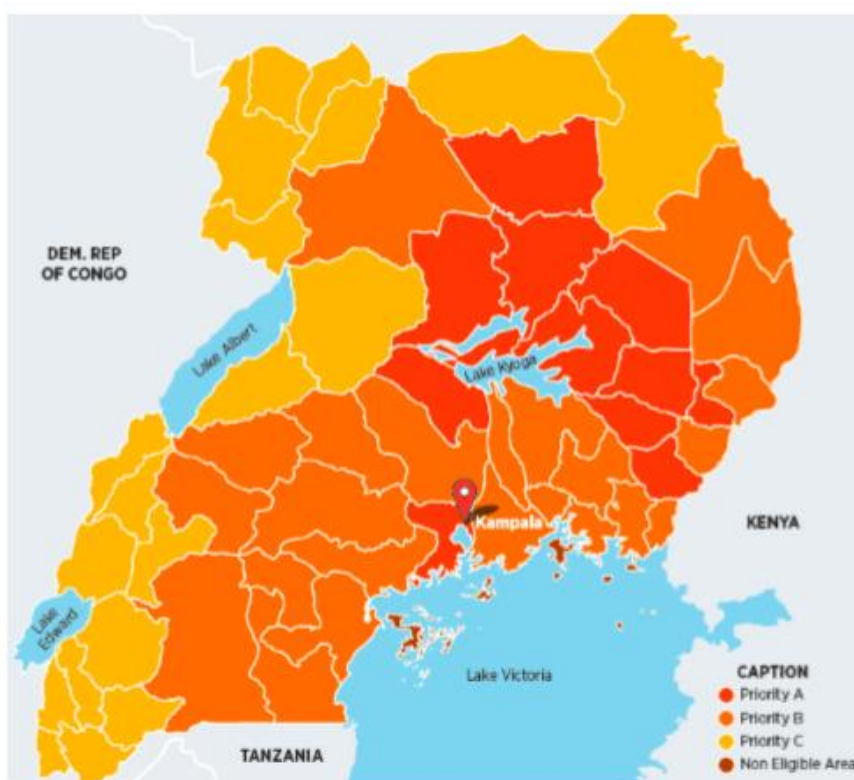 DEM. REP
OF CONGO
Lake Albert
Lake Kyoga
Kampala
KENYA
Lake
Edward
Lake Victoria
TANZANIA
CAPTION
Priority A
Priority B
Priority C
Non Eligible Area